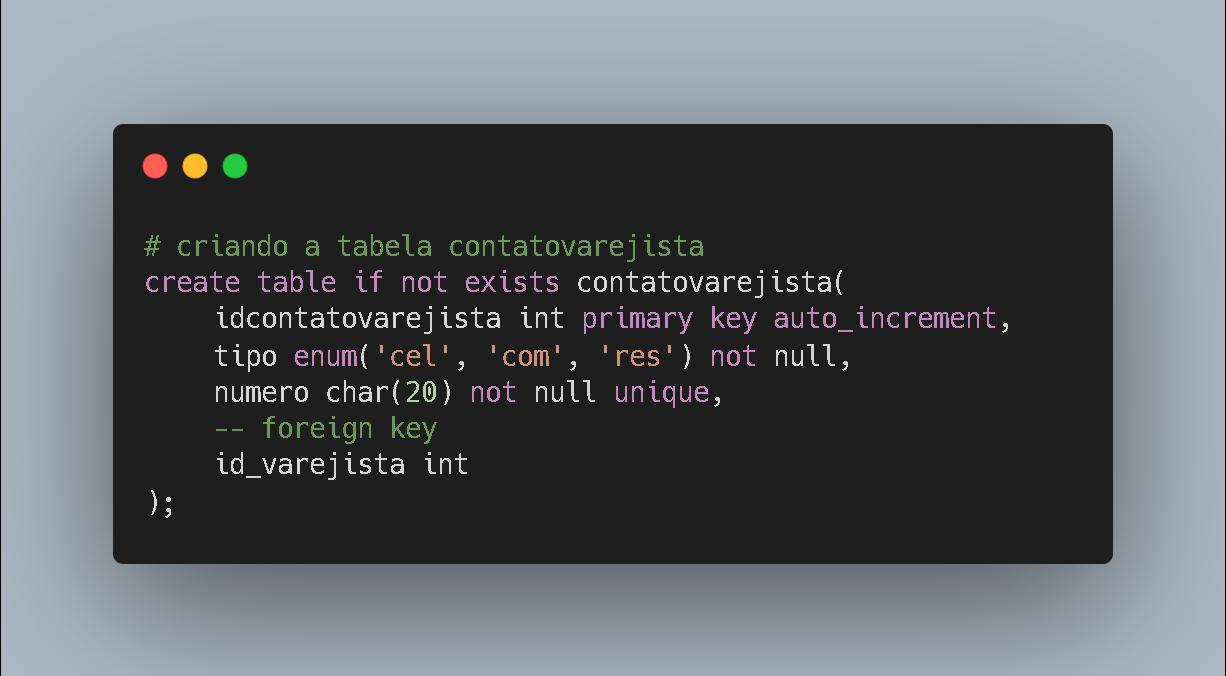 # criando a tabela contatovarejista
create table if not exists contatovarejista(
    idcontatovarejista int primary key auto_increment,
    tipo enum('cel', 'com', 'res') not null,
    numero char(20) not null unique,
    -- foreign key
    id_varejista int
);